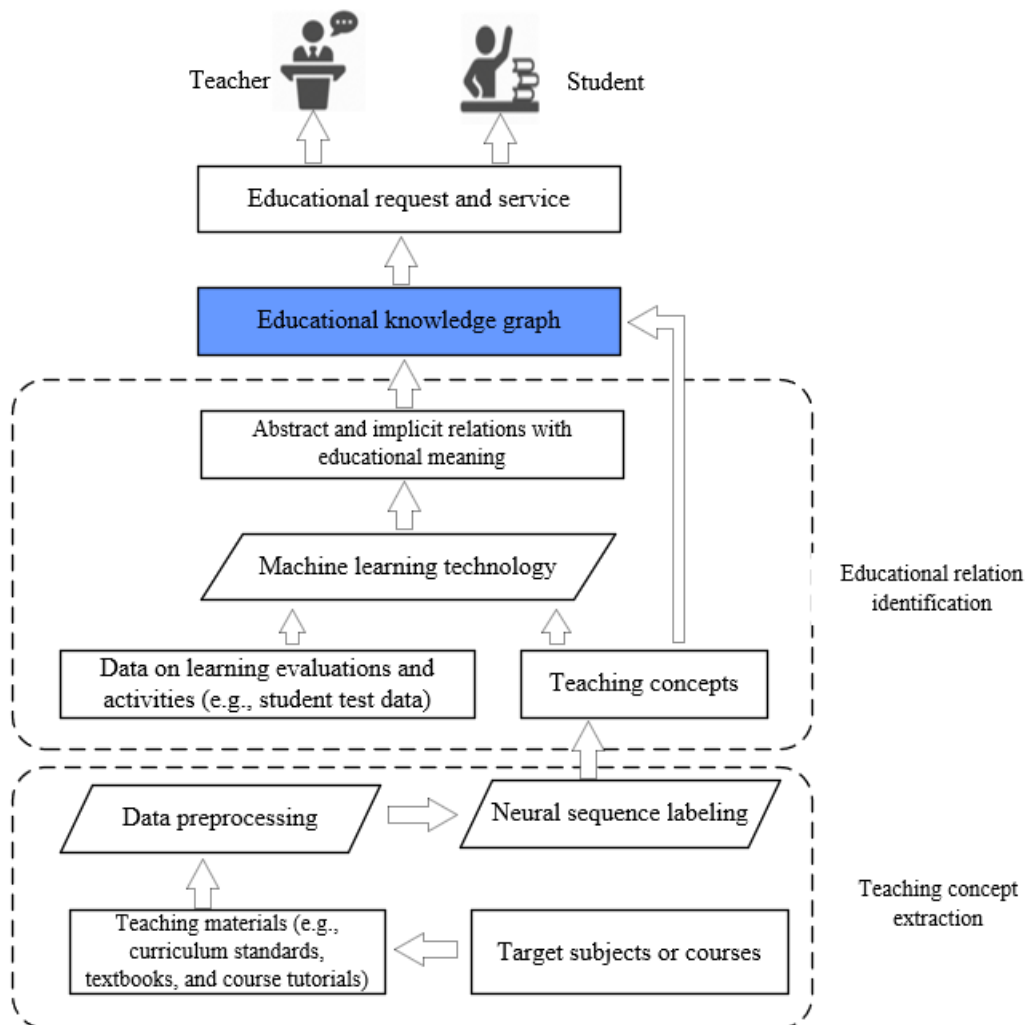 Teacher
Student
Educational request and service
Educational knowledge graph
Abstract and implicit relations with
educational meaning
Machine learning technology
Educational relation
identification
Data on learning evaluations and
activities (e.g., student test data)
Teaching concepts
Data preprocessing
Neural sequence labeling
Teaching concept
extraction
Teaching materials (e.g.,
curriculum standards,
textbooks, and course tutorials)
Target subjects or courses